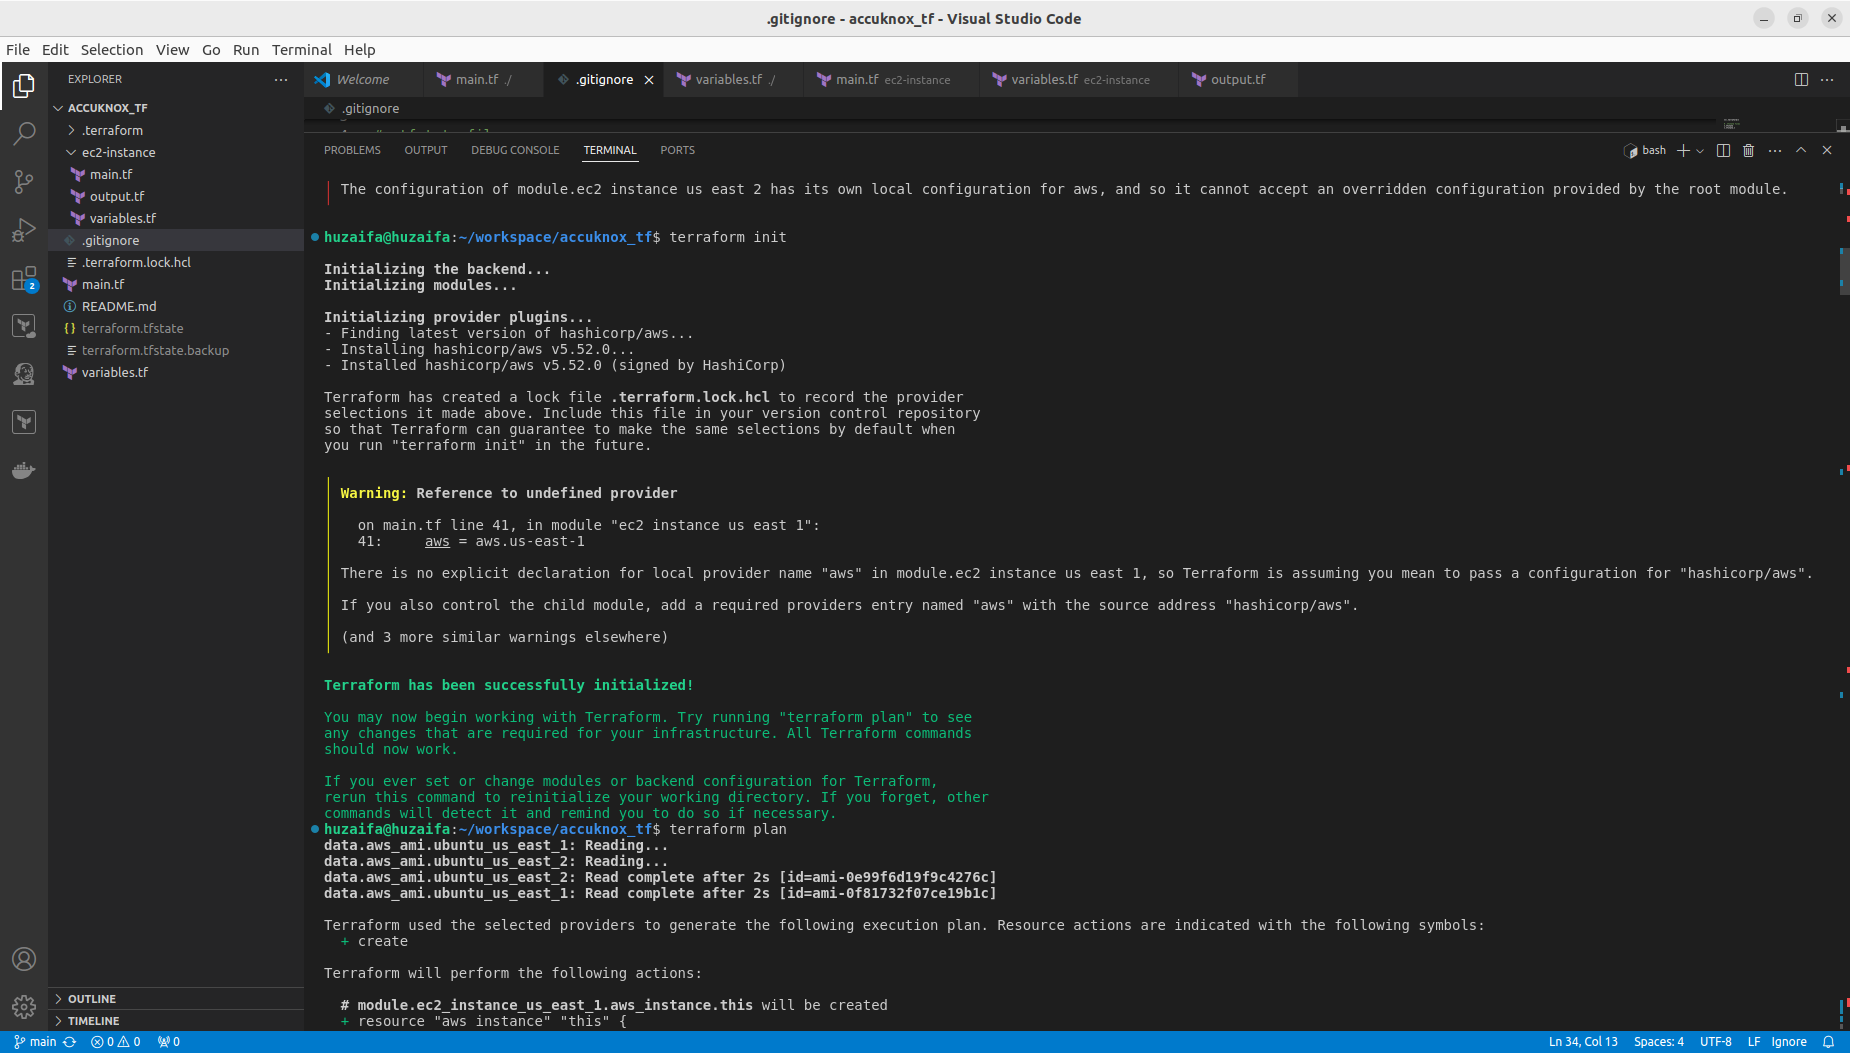 .gitignore - accuknox_tf - Visual Studio Code
File Edit Selection View Go Run Terminal Help
EXPLORER
ACCUKNOX_TF
.terraform
ec2-instance
main.tf
output.tf
variables.tf
.gitignore
.terraform.lock.hcl
main.tf
README.md
terraform.tfstate
terraform.tfstate.backup
variables.tf
OUTLINE
TIMELINE
2
Welcome main.tf ./ .gitignore variables.tf ./ main.tf ec2-instance variables.tf ec2-instance output.tf
.gitignore
PROBLEMS OUTPUT DEBUG CONSOLE TERMINAL PORTS
bash
The configuration of module.ec2 instance us east 2 has its own local configuration for aws, and so it cannot accept an overridden configuration provided by the root module.
huzaifa@huzaifa:~/workspace/accuknox_tf$ terraform init
Initializing the backend...
Initializing modules...
Initializing provider plugins...
- Finding latest version of hashicorp/aws...
- Installing hashicorp/aws v5.52.0...
- Installed hashicorp/aws v5.52.0 (signed by HashiCorp)
Terraform has created a lock file .terraform.lock.hcl to record the provider
selections it made above. Include this file in your version control repository
so that Terraform can guarantee to make the same selections by default when
you run "terraform init" in the future.
Warning: Reference to undefined provider
on main.tf line 41, in module "ec2 instance us east 1":
41: aws = aws.us-east-1
There is no explicit declaration for local provider name "aws" in module.ec2 instance us east 1, so Terraform is assuming you mean to pass a configuration for "hashicorp/aws".
If you also control the child module, add a required providers entry named "aws" with the source address "hashicorp/aws".
(and 3 more similar warnings elsewhere)
Terraform has been successfully initialized!
You may now begin working with Terraform. Try running "terraform plan" to see
any changes that are required for your infrastructure. All Terraform commands
should now work.
If you ever set or change modules or backend configuration for Terraform,
rerun this command to reinitialize your working directory. If you forget, other
commands will detect it and remind you to do so if necessary.
huzaifa@huzaifa:~/workspace/accuknox_tf$ terraform plan
data.aws_ami.ubuntu_us_east_1: Reading...
data.aws_ami.ubuntu_us_east_2: Reading...
data.aws_ami.ubuntu_us_east_2: Read complete after 2s [id=ami-0e99f6d19f9c4276c]
data.aws_ami.ubuntu_us_east_1: Read complete after 2s [id=ami-0f81732f07ce19b1c]
Terraform used the selected providers to generate the following execution plan. Resource actions are indicated with the following symbols:
+ create
Terraform will perform the following actions:
# module.ec2_instance_us_east_1.aws_instance.this will be created
+ resource "aws instance" "this" {
main 0 0 0 Ln 34, Col 13 Spaces: 4 UTF-8 LF Ignore